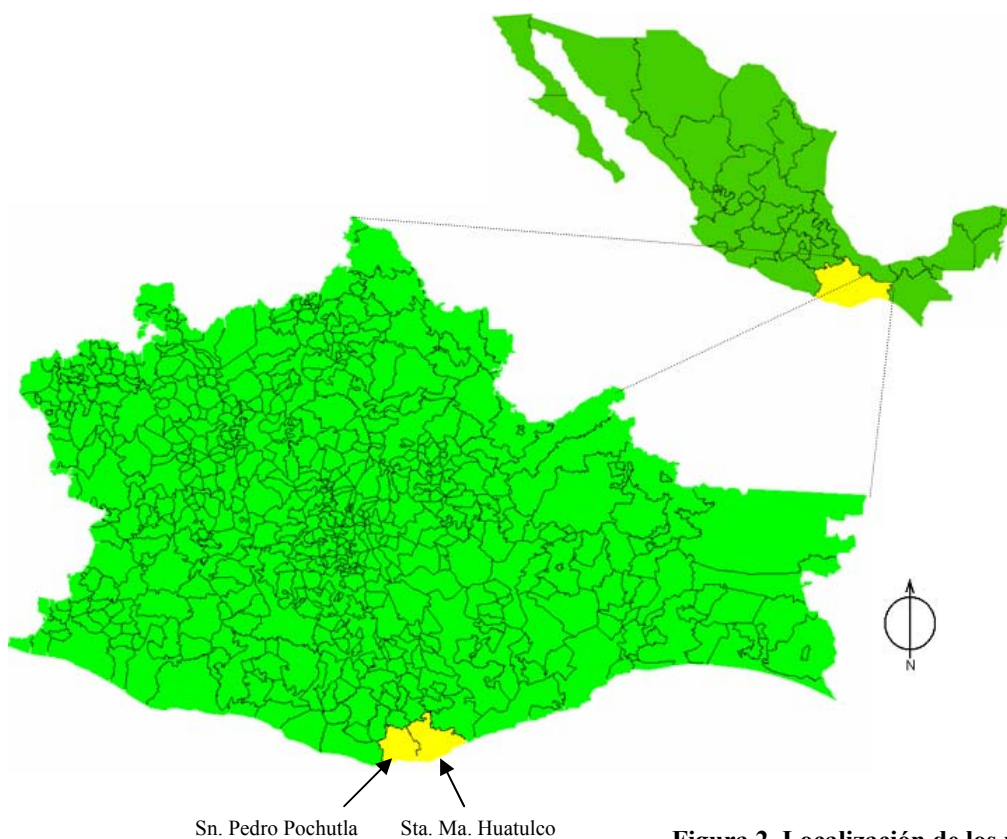 N
Sn. Pedro Pochutla Sta. Ma. Huatulco
Figura 2. Localización de los